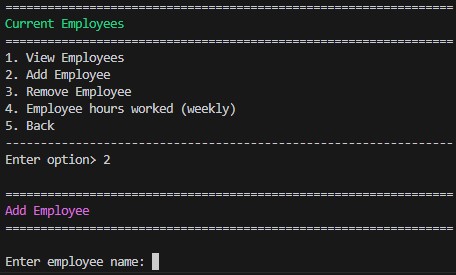 ================================================================
Current Employees
================================================================
1. View Employees
2. Add Employee
3. Remove Employee
4. Employee hours worked (weekly)
5. Back
----------------------------------------------------------------
Enter option> 2
================================================================
Add Employee
================================================================
Enter employee name: